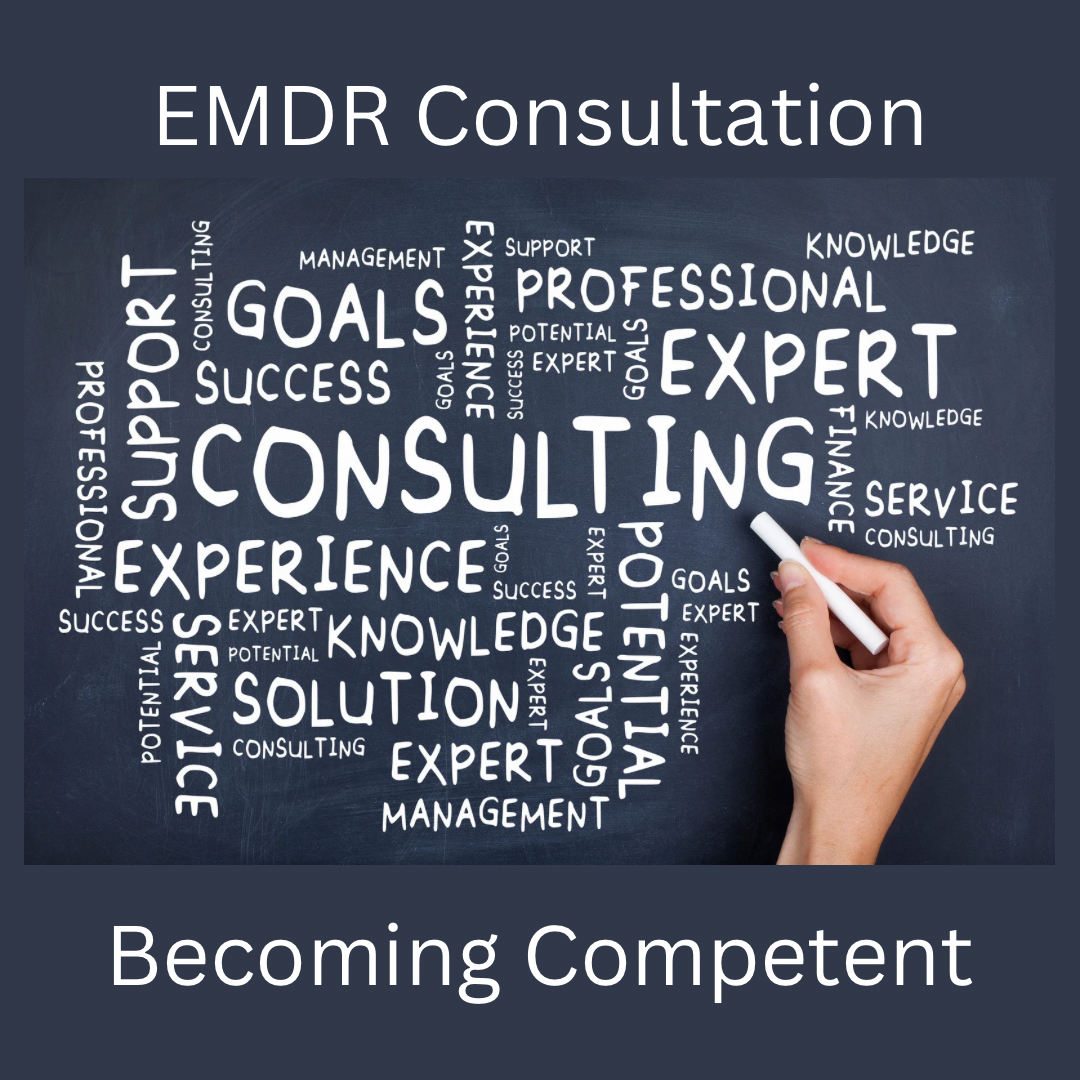 EMDR Consultation
CONSULTING
MANAGEMENT
EXPERIENCE
SUPPORT
KNOWLEDGE
SUPPORT
GOALS
PROFESSIONAL
POTENTIAL
GOALS
EXPERT
SUCCESS
GOALS
SUCCESS
EXPERT
PROFESSIONAL
CONSULTING
FINANCE
KNOWLEDGE
SERVICE
CONSULTING
EXPERIENCE
GOALS
SUCCESS
EXPERT
POTENTIAL
GOALS
EXPERT
SUCCESS
SERVICE
EXPERT
KNOWLEDGE
POTENTIAL
POTENTIAL
SOLUTION
EXPERT
GOALS
EXPERIENCE
CONSULTING
EXPERT
MANAGEMENT
Becoming Competent